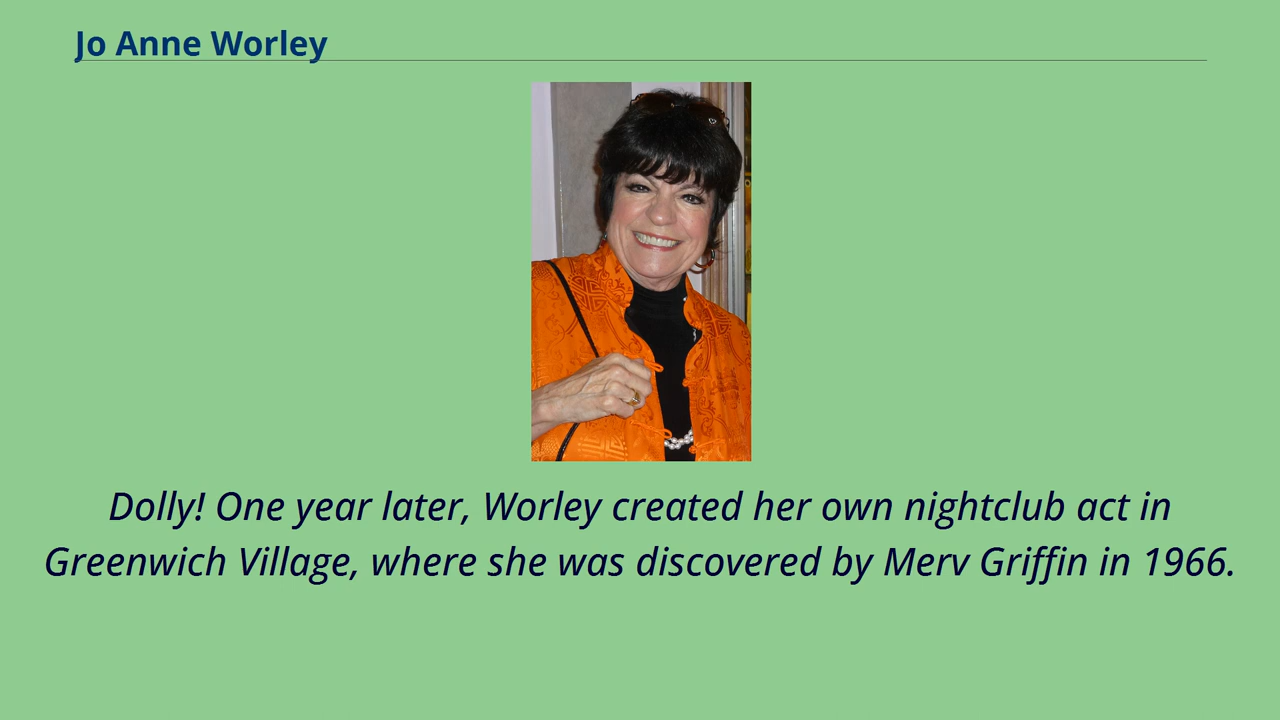 Jo Anne Worley
Dolly! One year later, Worley created her own nightclub act in
Greenwich Village, where she was discovered by Merv Griffin in 1966.